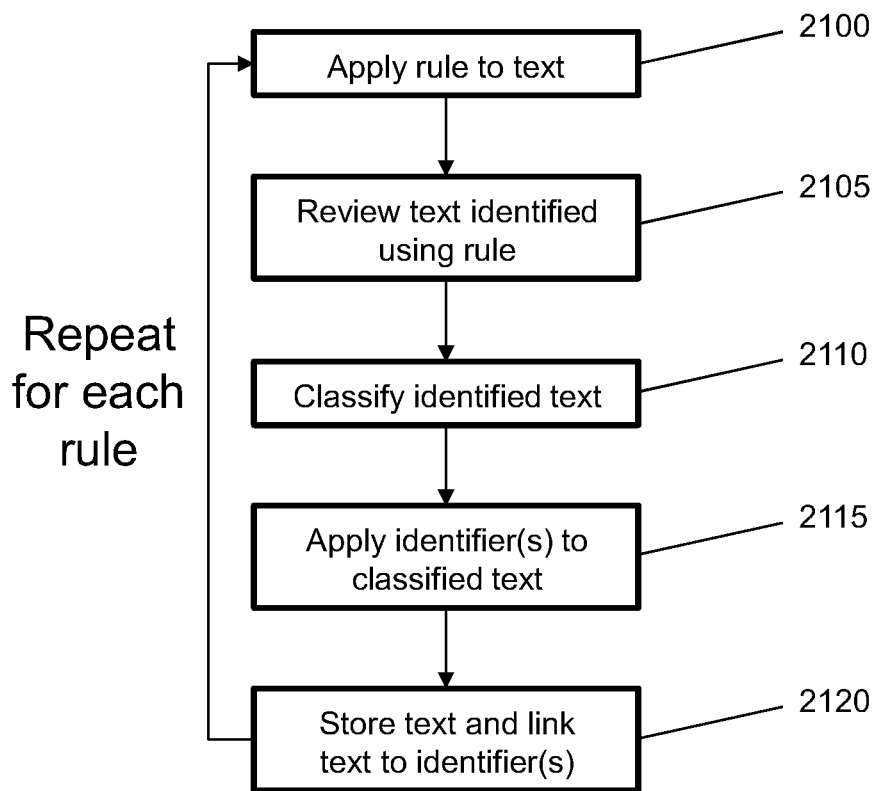 2100
Apply rule to text
2105
Review text identified
using rule
Repeat
for each
rule
2110
Classify identified text
2115
Apply identifier(s) to
classified text
2120
Store text and link
text to identifier(s)